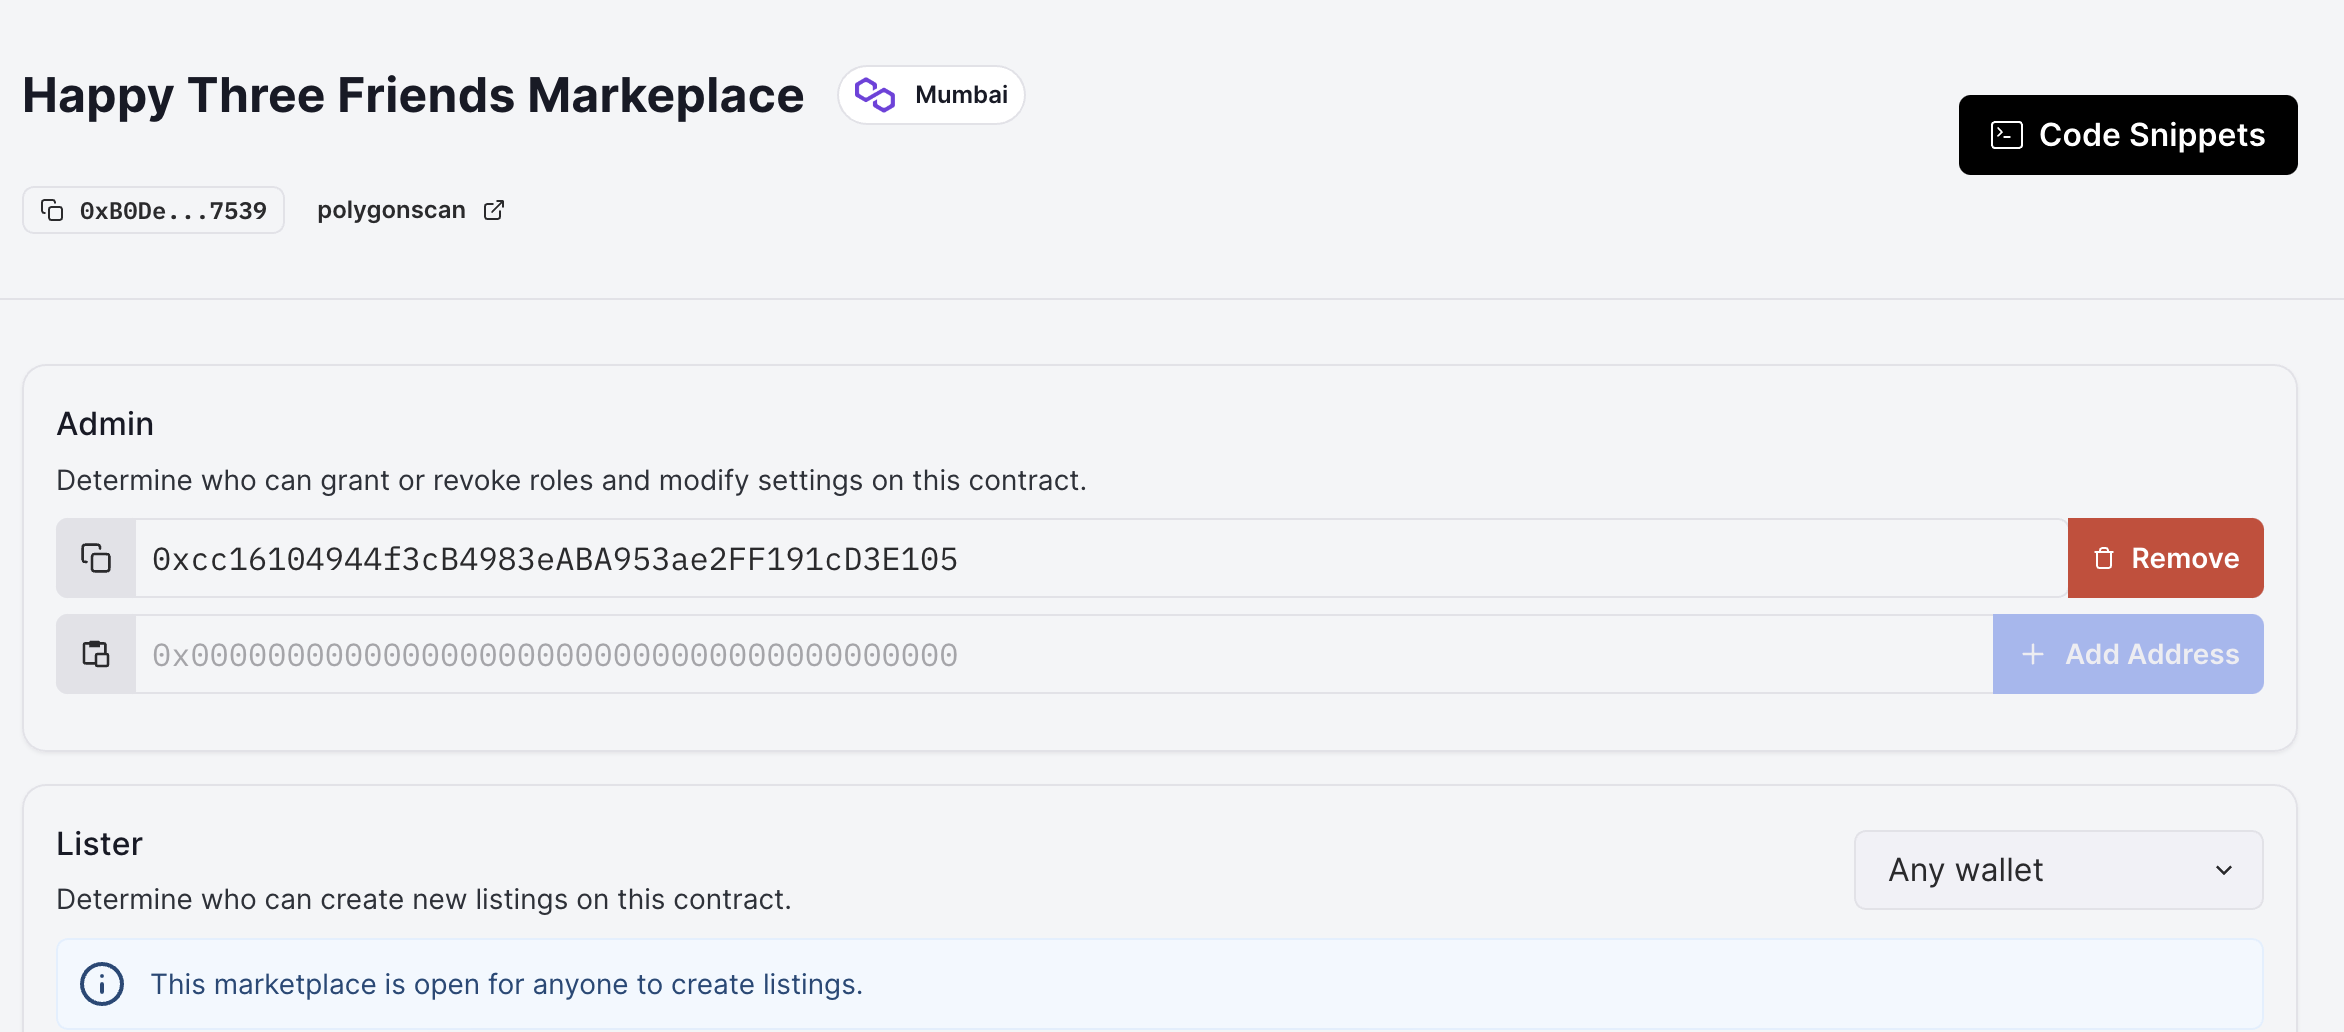 Happy Three Friends Markeplace
Mumbai
Code Snippets
0xB0De...7539
polygonscan
Admin
Determine who can grant or revoke roles and modify settings on this contract.
0xcc16104944f3cB4983eABA953ae2FF191cD3E105
Remove
0x0000000000000000000000000000000000000000
Add Address
Lister
Determine who can create new listings on this contract.
Any wallet
This marketplace is open for anyone to create listings.